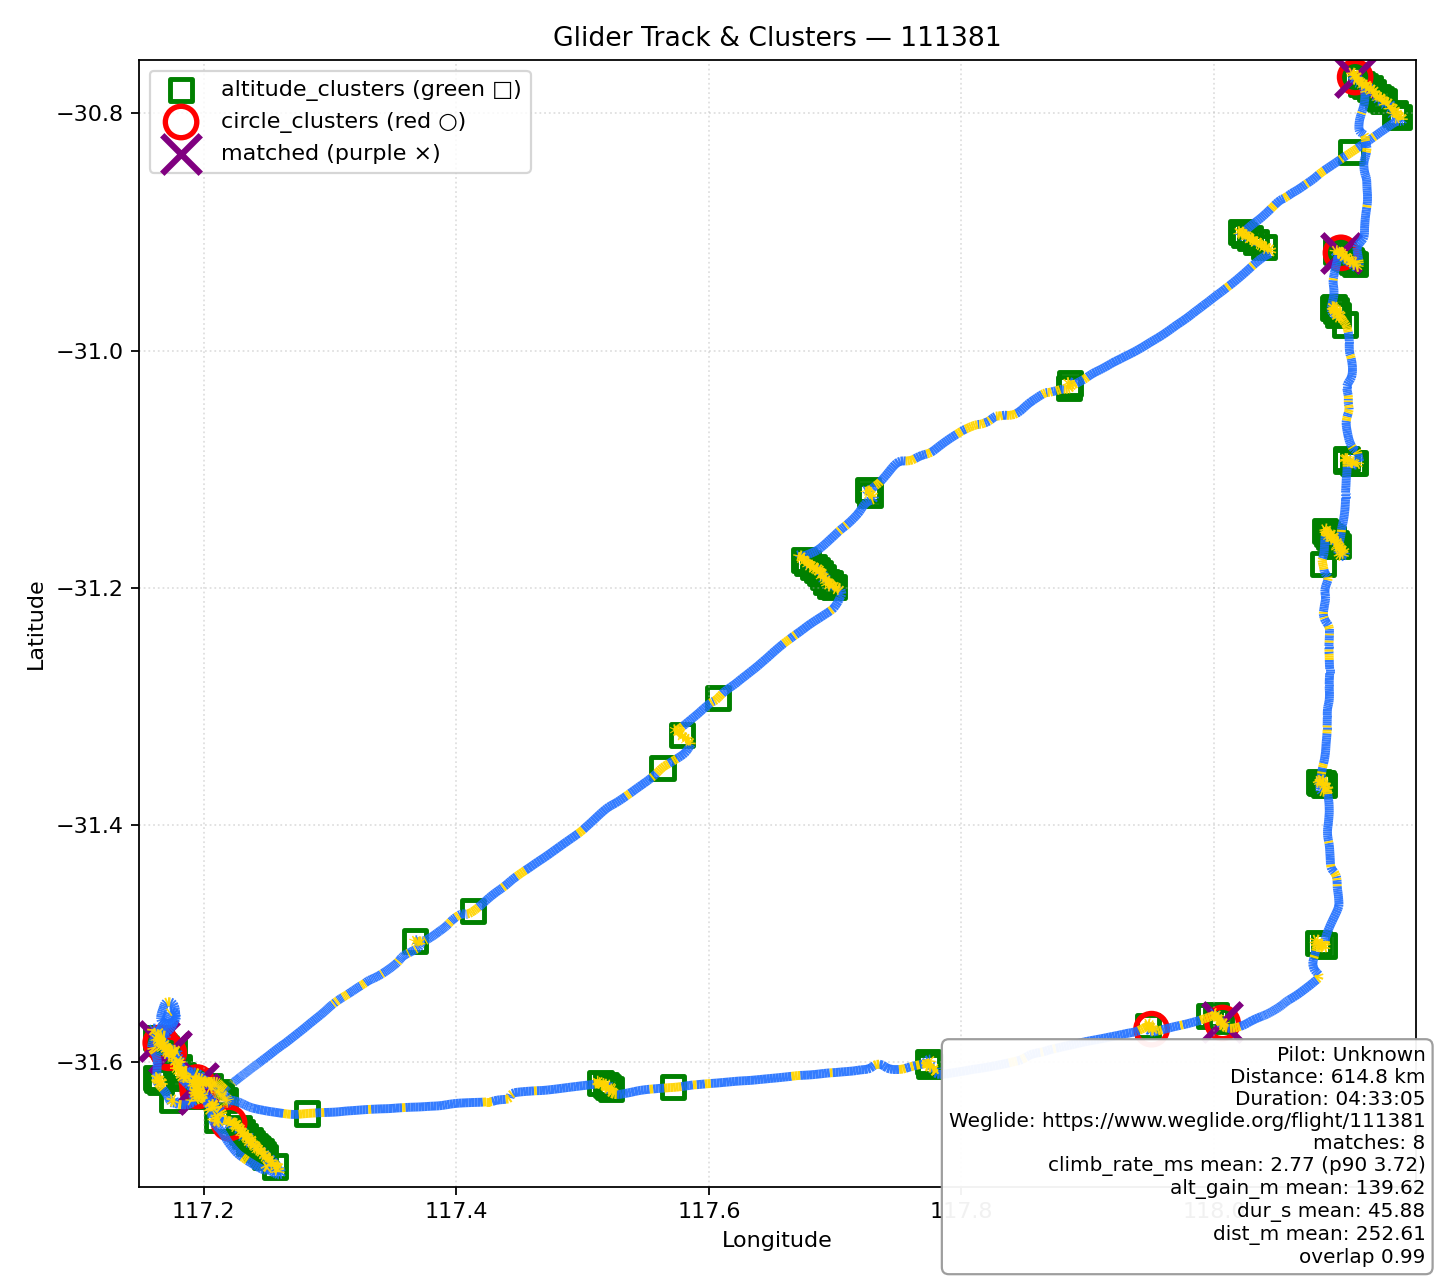 Glider Track & Clusters — 111381
altitude_clusters (green □)
circle_clusters (red ○)
matched (purple ×)
−30.8
−31.0
−31.2
−31.4
−31.6
Latitude
117.2
117.4
117.6
117.8
118.0
Longitude
Pilot: Unknown
Distance: 614.8 km
Duration: 04:33:05
Weglide: https://www.weglide.org/flight/111381
matches: 8
climb_rate_ms mean: 2.77 (p90 3.72)
alt_gain_m mean: 139.62
dur_s mean: 45.88
dist_m mean: 252.61
overlap 0.99